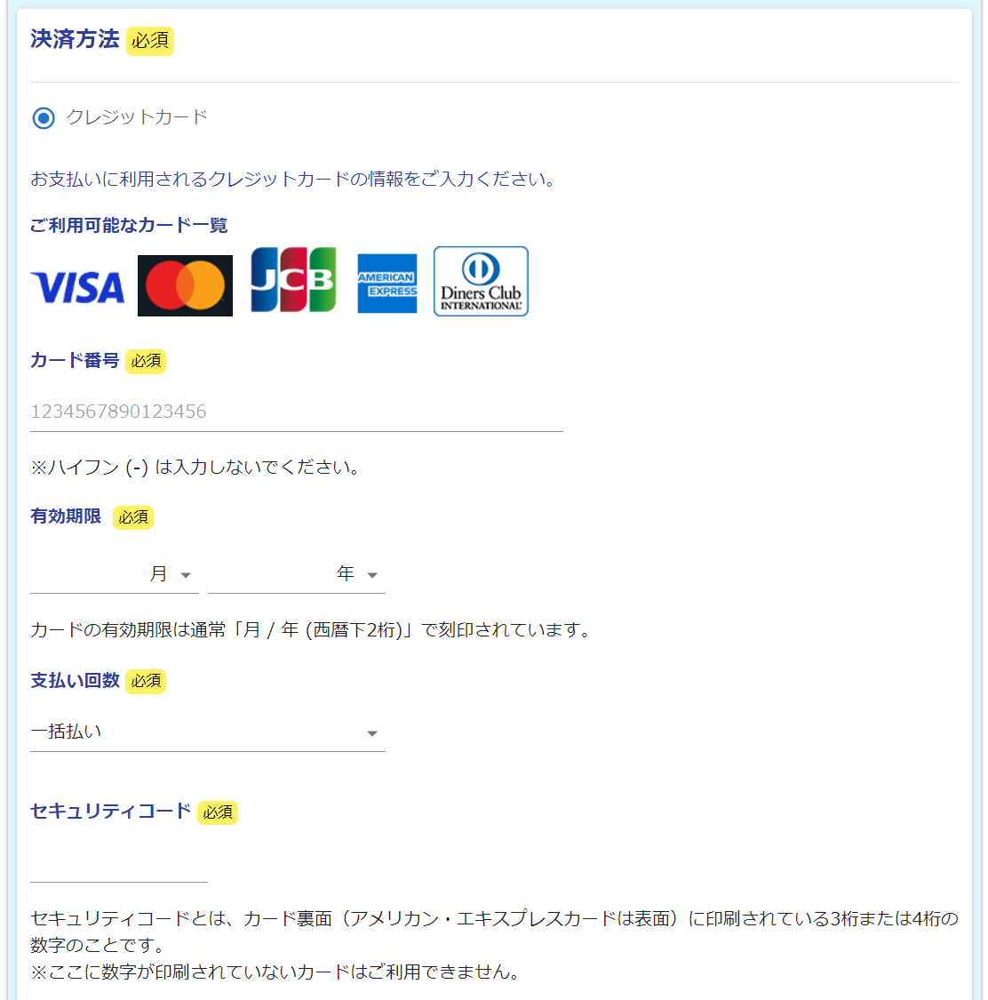 決済方法 必須
クレジットカード
お支払いに利用されるクレジットカードの情報をご入力ください。
ご利用可能なカード一覧
VISA JCB AMERICAN EXPRESS Diners Club INTERNATIONAL
カード番号 必須
1234567890123456
※ハイフン (-) は入力しないでください。
有効期限 必須
月 年
カードの有効期限は通常「月 / 年 (西暦下2桁)」で刻印されています。
支払い回数 必須
一括払い
セキュリティコード 必須
セキュリティコードとは、カード裏面（アメリカン・エキスプレスカードは表面）に印刷されている3桁または4桁の
数字のことです。
※ここに数字が印刷されていないカードはご利用できません。